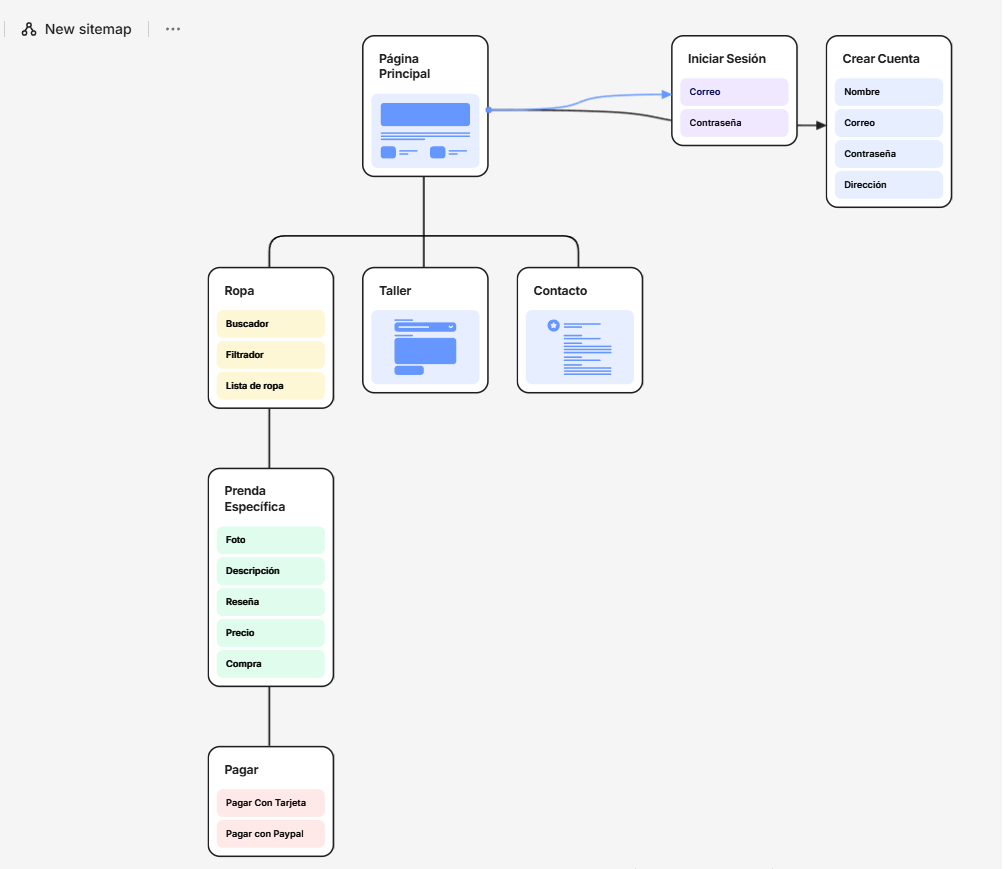 New sitemap
Página
Principal
Iniciar Sesión
Correo
Contraseña
Crear Cuenta
Nombre
Correo
Contraseña
Dirección
Ropa
Buscador
Filtrador
Lista de ropa
Taller
Contacto
Prenda
Específica
Foto
Descripción
Reseña
Precio
Compra
Pagar
Pagar Con Tarjeta
Pagar con Paypal